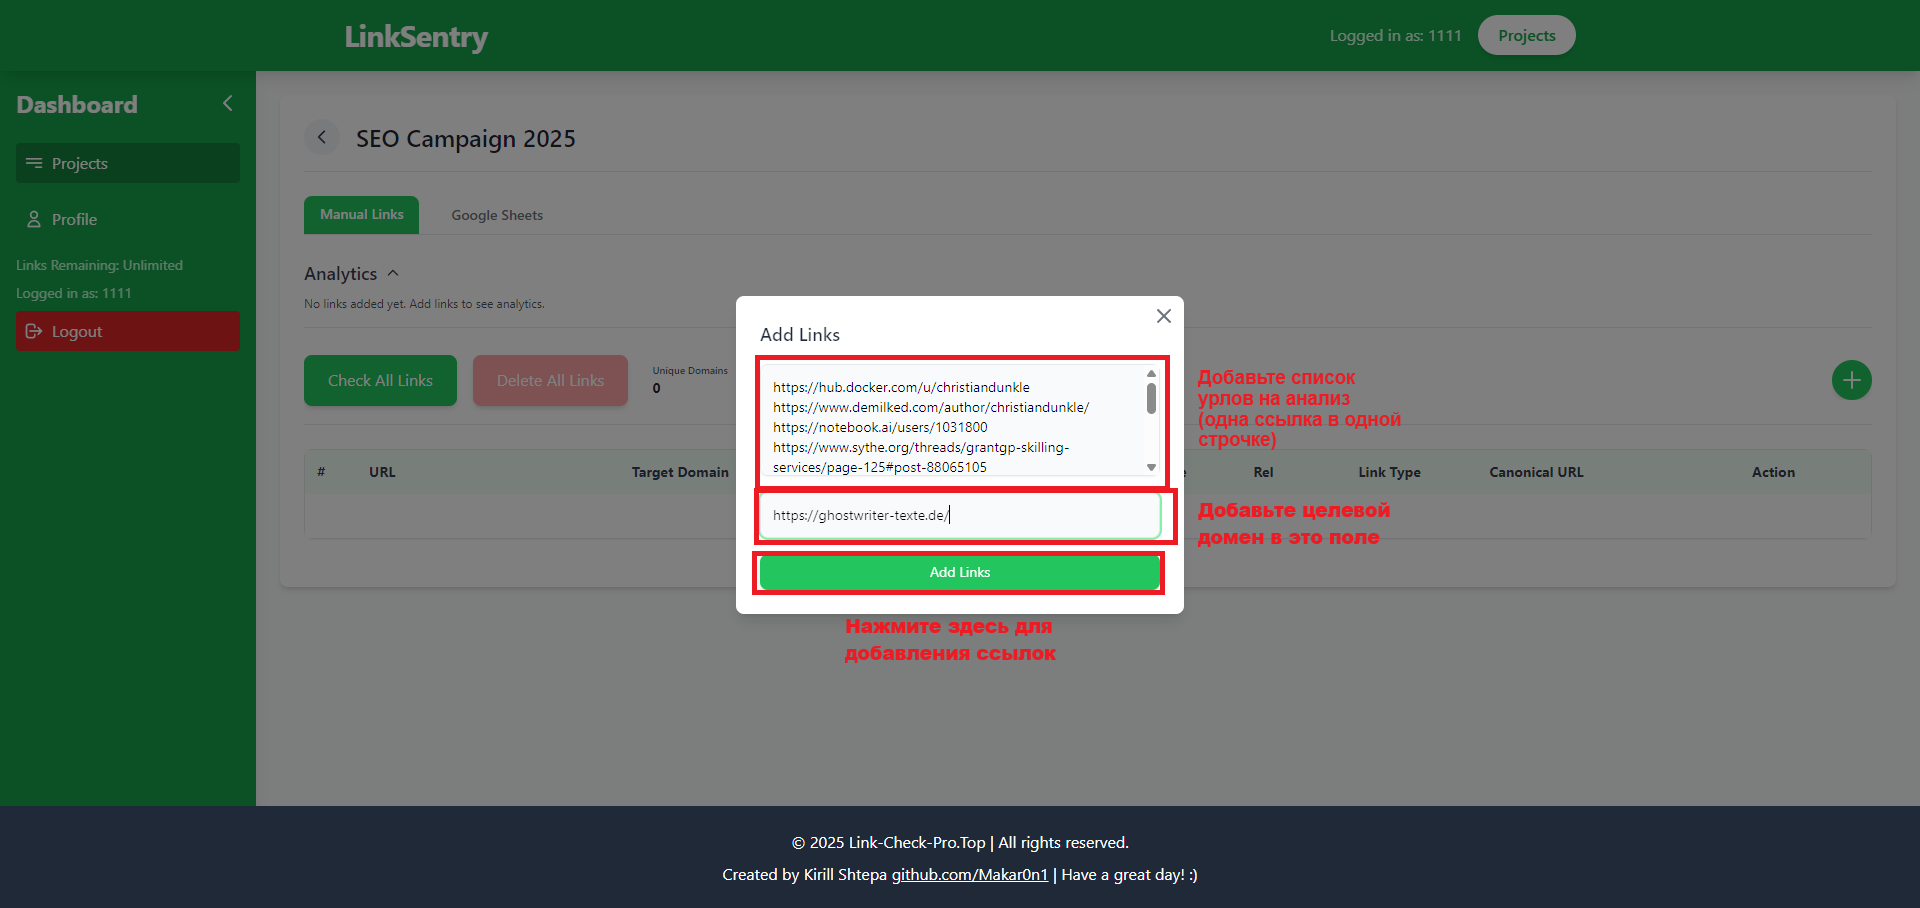 LinkSentry
Logged in as: 1111
Projects
Dashboard
Projects
Profile
Links Remaining: Unlimited
Logged in as: 1111
Logout
SEO Campaign 2025
Manual Links
Google Sheets
Analytics
No links added yet. Add links to see analytics.
Check All Links
Delete All Links
Unique Domains
0
Add Links
https://hub.docker.com/u/christiandunkle
https://www.demilked.com/author/christiandunkle/
https://notebook.ai/users/1031800
https://www.sythe.org/threads/grantgp-skilling-
services/page-125#post-88065105
https://ghostwriter-texte.de/
Add Links
Добавьте список
урлов на анализ
(одна ссылка в одной
строчке)
Добавьте целевой
домен в это поле
Нажмите здесь для
добавления ссылок
#
URL
Target Domain
Rel
Link Type
Canonical URL
Action
© 2025 Link-Check-Pro.Top | All rights reserved.
Created by Kirill Shtepa github.com/Makar0n1 | Have a great day! :)